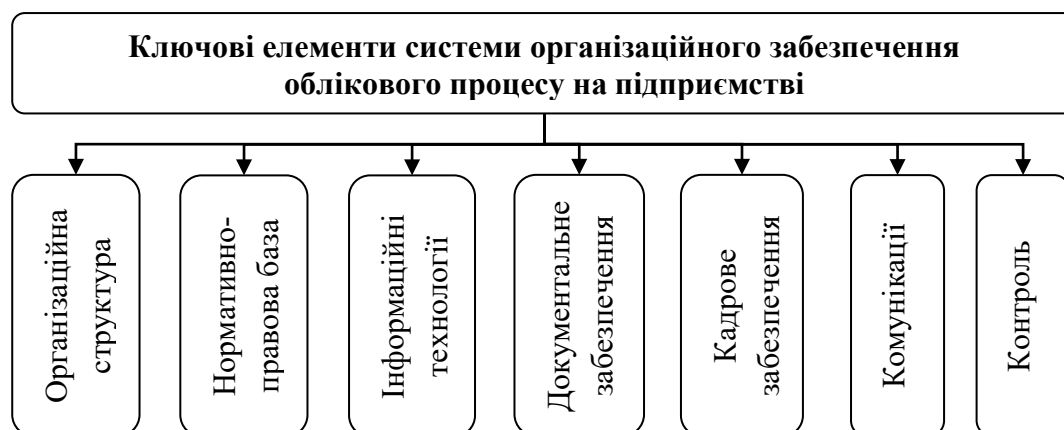 Ключові елементи системи організаційного забезпечення
облікового процесу на підприємстві
Організаційна
структура
Нормативно-
правова база
Інформаційні
технології
Документальне
забезпечення
Кадрове
забезпечення
Комунікації
Контроль